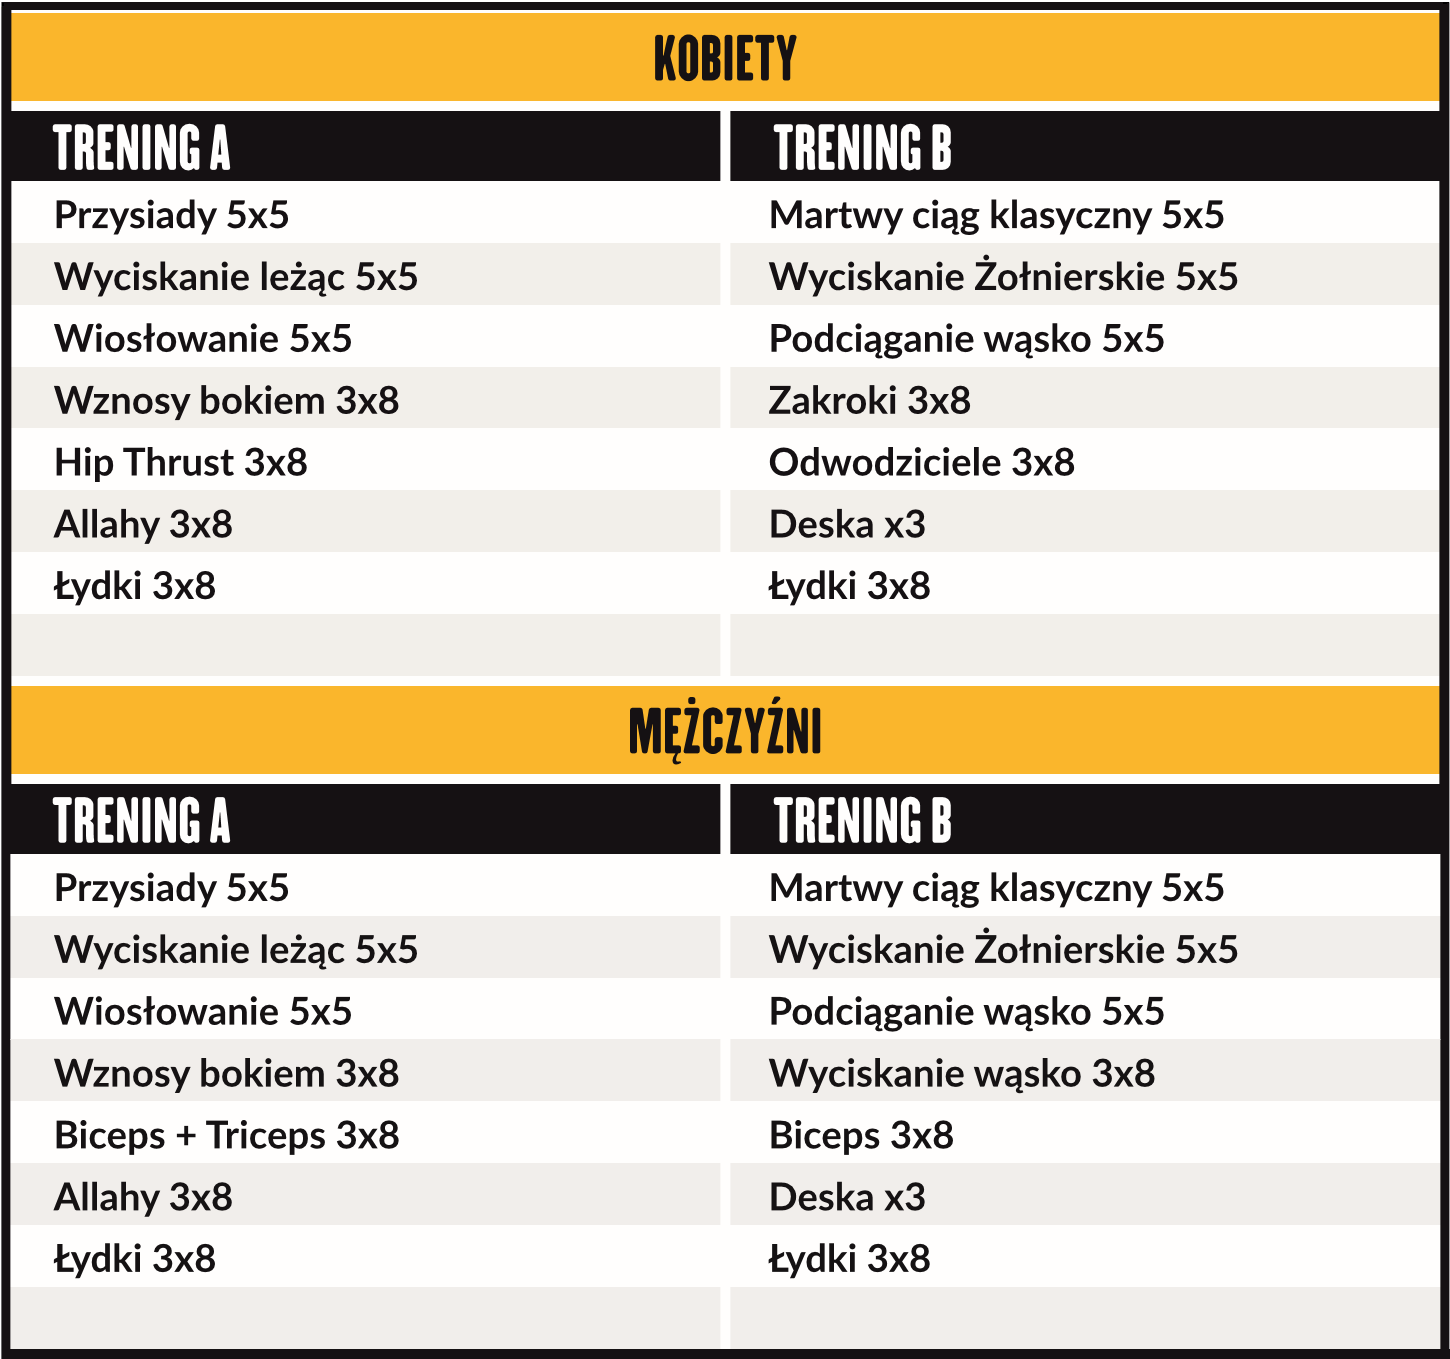 KOBIETY
TRENING A
TRENING B
Przysiady 5x5
Martwy ciąg klasyczny 5x5
Wyciskanie leżąc 5x5
Wyciskanie Żołnierskie 5x5
Wiosłowanie 5x5
Podciąganie wąsko 5x5
Wznosy bokiem 3x8
Zakroki 3x8
Hip Thrust 3x8
Odwodziciele 3x8
Allahy 3x8
Deska x3
Łydki 3x8
Łydki 3x8
MĘŻCZYŹNI
TRENING A
TRENING B
Przysiady 5x5
Martwy ciąg klasyczny 5x5
Wyciskanie leżąc 5x5
Wyciskanie Żołnierskie 5x5
Wiosłowanie 5x5
Podciąganie wąsko 5x5
Wznosy bokiem 3x8
Wyciskanie wąsko 3x8
Biceps + Triceps 3x8
Biceps 3x8
Allahy 3x8
Deska x3
Łydki 3x8
Łydki 3x8